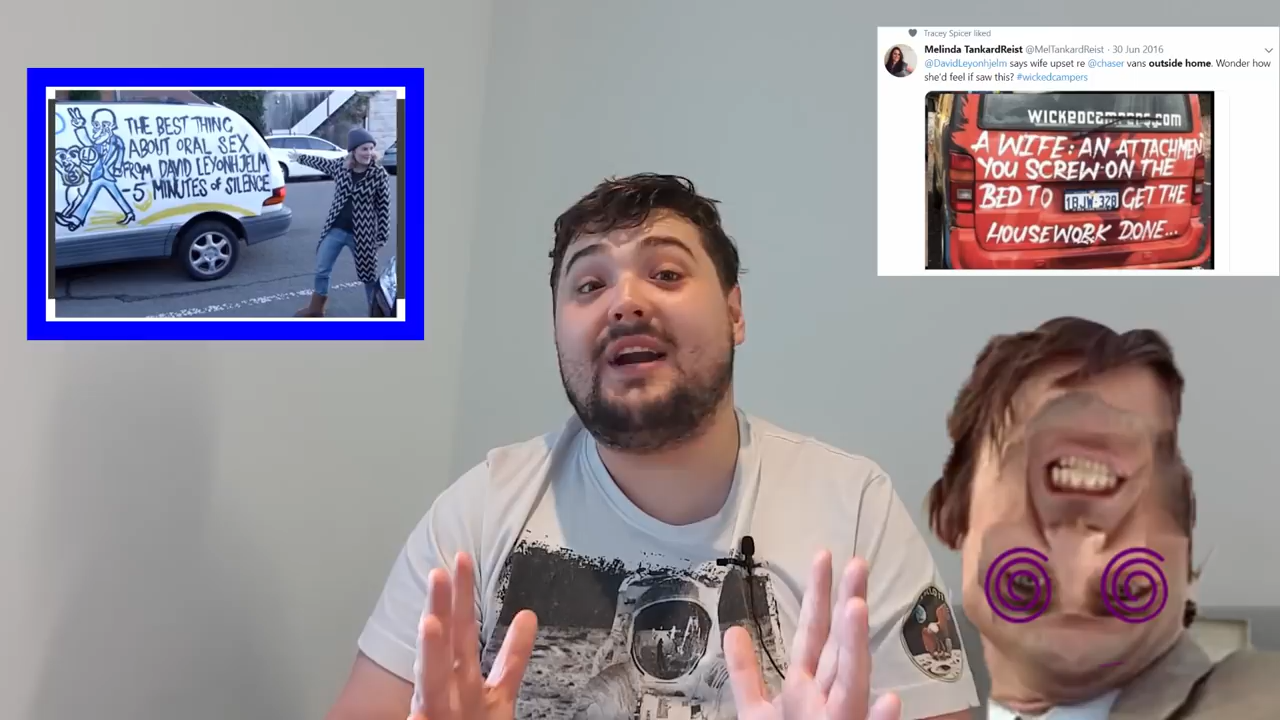 THE BEST THING
ABOUT ORAL SEX
FROM DAVID LEYONHJELM
-5 MINUTES of SILENCE
Tracey Spicer liked
Melinda TankardReist @MelTankardReist · 30 Jun 2016
@DavidLeyonhjelm says wife upset re @chaser vans outside home. Wonder how
she'd feel if saw this? #wickedcampers
WICKEDCAMPERS.COM
A WIFE: AN ATTACHMEN
YOU SCREW ON THE
BED TO 1BJW-328 GET THE
HOUSEWORK DONE...